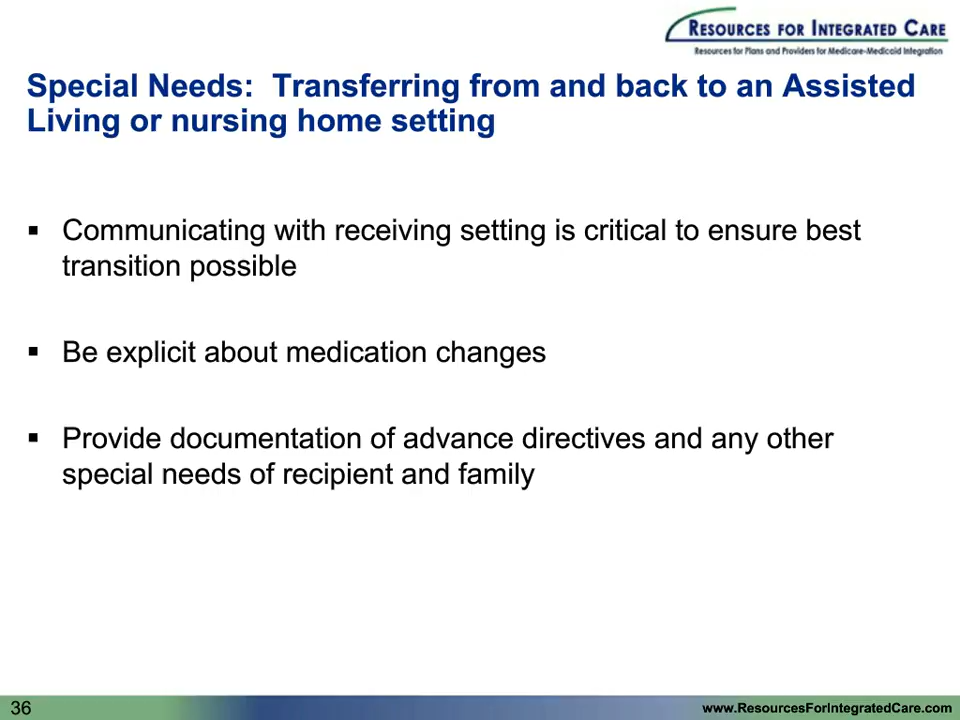 RESOURCES FOR INTEGRATED CARE
Resources for Plans and Providers for Medicare-Medicaid Integration
Special Needs:  Transferring from and back to an Assisted
Living or nursing home setting
▪ Communicating with receiving setting is critical to ensure best
transition possible
▪ Be explicit about medication changes
▪ Provide documentation of advance directives and any other
special needs of recipient and family
36
www.ResourcesForIntegratedCare.com